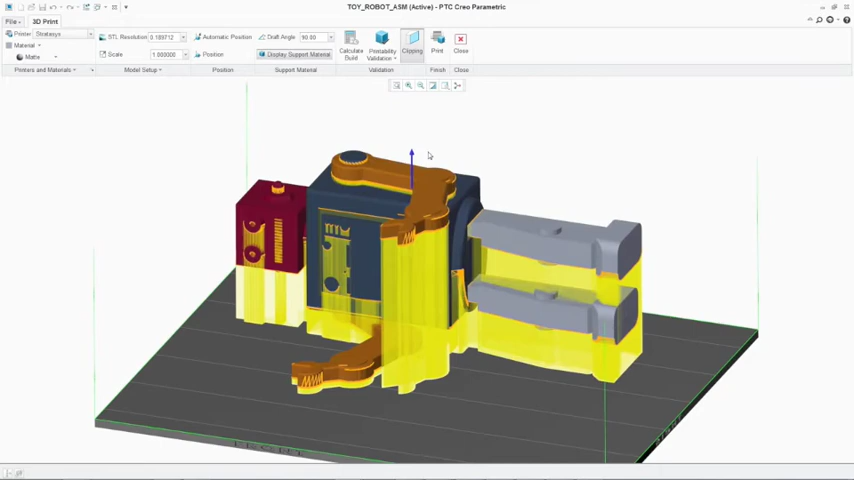 TOY_ROBOT_ASM (Active) - PTC Creo Parametric
File
3D Print
Printer Stratasys
STL Resolution 0.189712
Automatic Position
Draft Angle 90.00
Material
Scale 1.000000
Position
Display Support Material
Matte
Calculate Build
Printability Validation
Clipping
Print
Close
Printers and Materials
Model Setup
Position
Support Material
Validation
Finish
Close